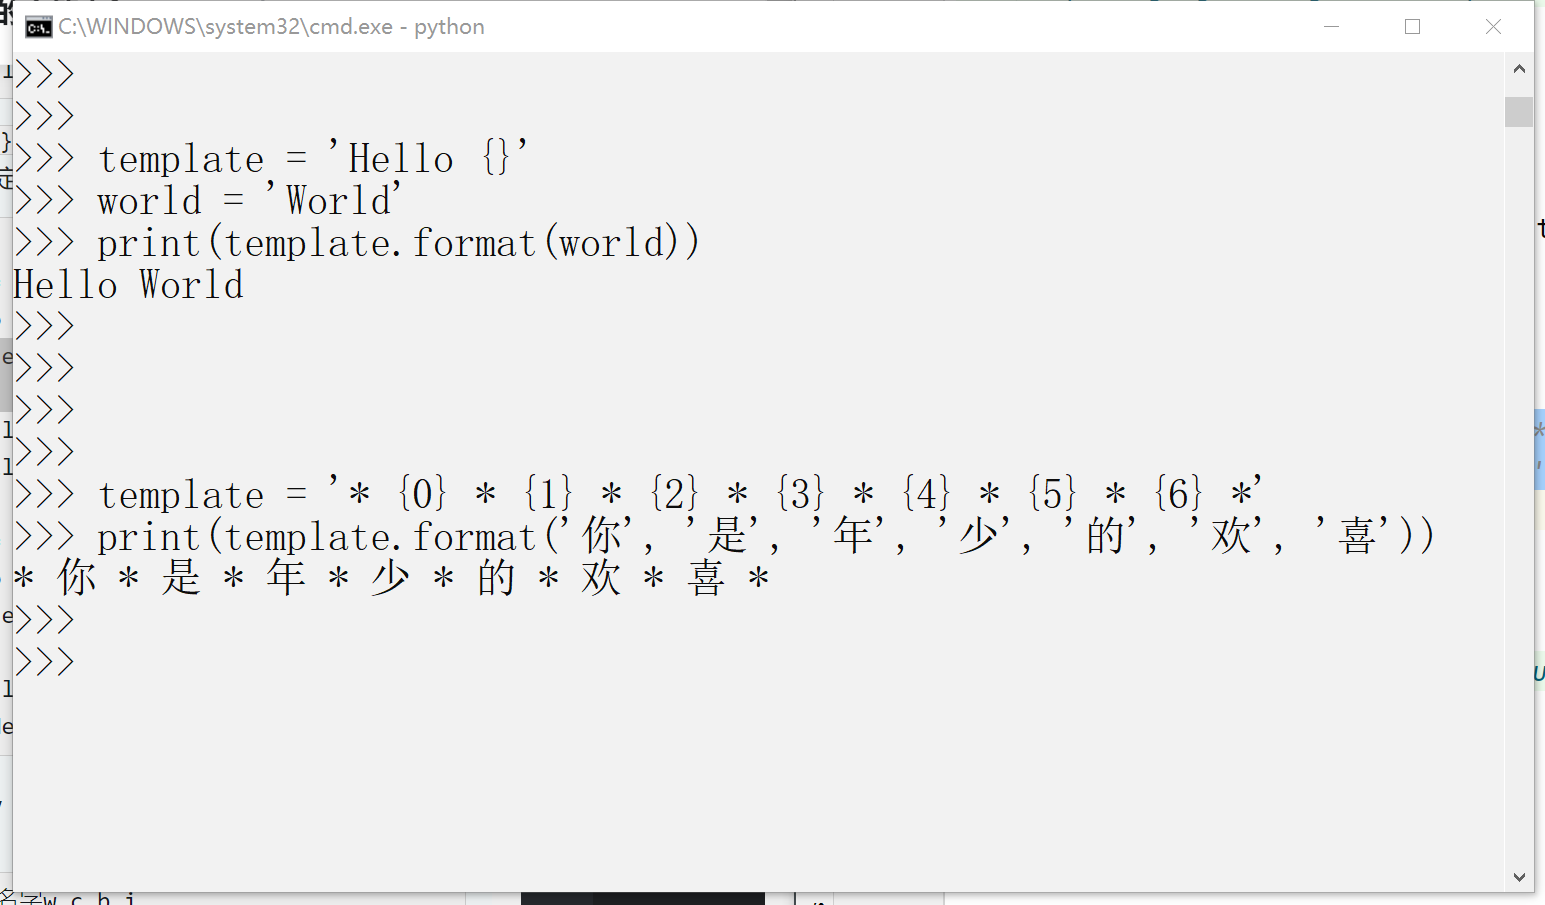 C:\WINDOWS\system32\cmd.exe - python
>>>
>>>
>>> template = 'Hello {}'
>>> world = 'World'
>>> print(template.format(world))
Hello World
>>>
>>>
>>>
>>>
>>> template = '* {0} * {1} * {2} * {3} * {4} * {5} * {6} *'
>>> print(template.format('你', '是', '年', '少', '的', '欢', '喜'))
* 你 * 是 * 年 * 少 * 的 * 欢 * 喜 *
>>>
>>>